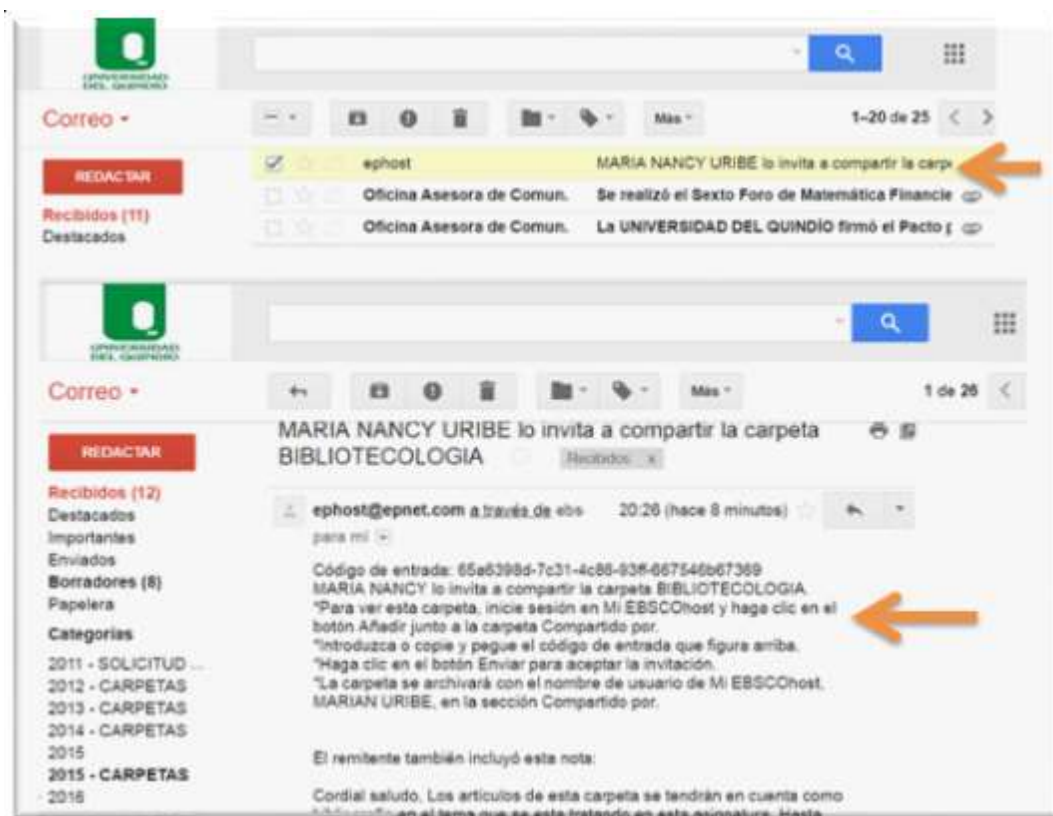 UNIVERSIDAD
DEL QUINDIO
Correo
Más
1–20 de 25
REDACTAR
ephost MARIA NANCY URIBE lo invita a compartir la carpe
Recibidos (11)
Oficina Asesora de Comun. Se realizó el Sexto Foro de Matemática Financie
Destacados
Oficina Asesora de Comun. La UNIVERSIDAD DEL QUINDÍO firmó el Pacto p
UNIVERSIDAD
DEL QUINDIO
Correo
Más
1 de 26
REDACTAR
Recibidos (12)
Destacados
Importantes
Enviados
Borradores (8)
Papelera
Categorías
2011 - SOLICITUD ...
2012 - CARPETAS
2013 - CARPETAS
2014 - CARPETAS
2015
2015 - CARPETAS
2016
MARIA NANCY URIBE lo invita a compartir la carpeta
BIBLIOTECOLOGIA Recibidos x
ephost@epnet.com a través de ebs 20:26 (hace 8 minutos)
para mí
Código de entrada: 65a6398d-7c31-4c86-93ff-667546b67369
MARIA NANCY lo invita a compartir la carpeta BIBLIOTECOLOGIA.
*Para ver esta carpeta, inicie sesión en Mi EBSCOhost y haga clic en el
botón Añadir junto a la carpeta Compartido por.
*Introduzca o copie y pegue el código de entrada que figura arriba.
*Haga clic en el botón Enviar para aceptar la invitación.
*La carpeta se archivará con el nombre de usuario de Mi EBSCOhost,
MARIAN URIBE, en la sección Compartido por.
El remitente también incluyó esta nota:
Cordial saludo, Los artículos de esta carpeta se tendrán en cuenta como
en el tema que se esta tratando en esta asignatura. Hasta